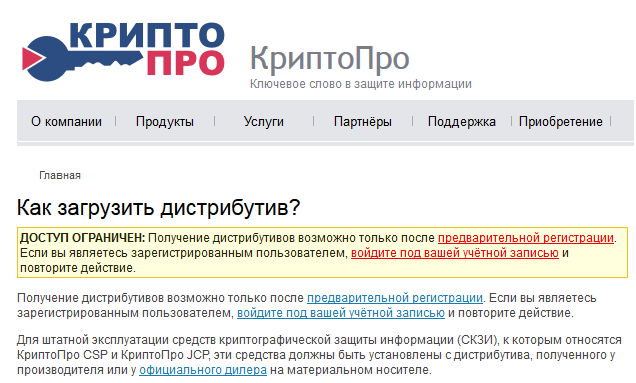 КРИПТО
ПРО
КриптоПро
Ключевое слово в защите информации
О компании Продукты Услуги Партнёры Поддержка Приобретение
Главная
Как загрузить дистрибутив?
ДОСТУП ОГРАНИЧЕН: Получение дистрибутивов возможно только после предварительной регистрации.
Если вы являетесь зарегистрированным пользователем, войдите под вашей учётной записью и
повторите действие.
Получение дистрибутивов возможно только после предварительной регистрации. Если вы являетесь
зарегистрированным пользователем, войдите под вашей учётной записью и повторите действие.
Для штатной эксплуатации средств криптографической защиты информации (СКЗИ), к которым относятся
КриптоПро CSP и КриптоПро JCP, эти средства должны быть установлены с дистрибутива, полученного у
производителя или у официального дилера на материальном носителе.